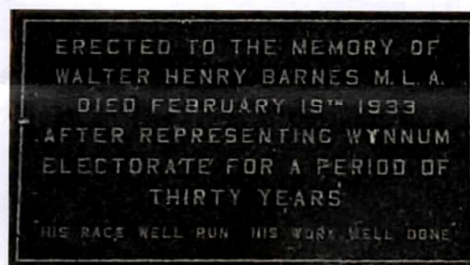 ERECTED TO THE MEMORY OF
WALTER HENRY BARNES M.L.A.
DIED FEBRUARY 19TH 1933
AFTER REPRESENTING WYNNUM
ELECTORATE FOR A PERIOD OF
THIRTY YEARS
HIS RACE WELL RUN HIS WORK WELL DONE